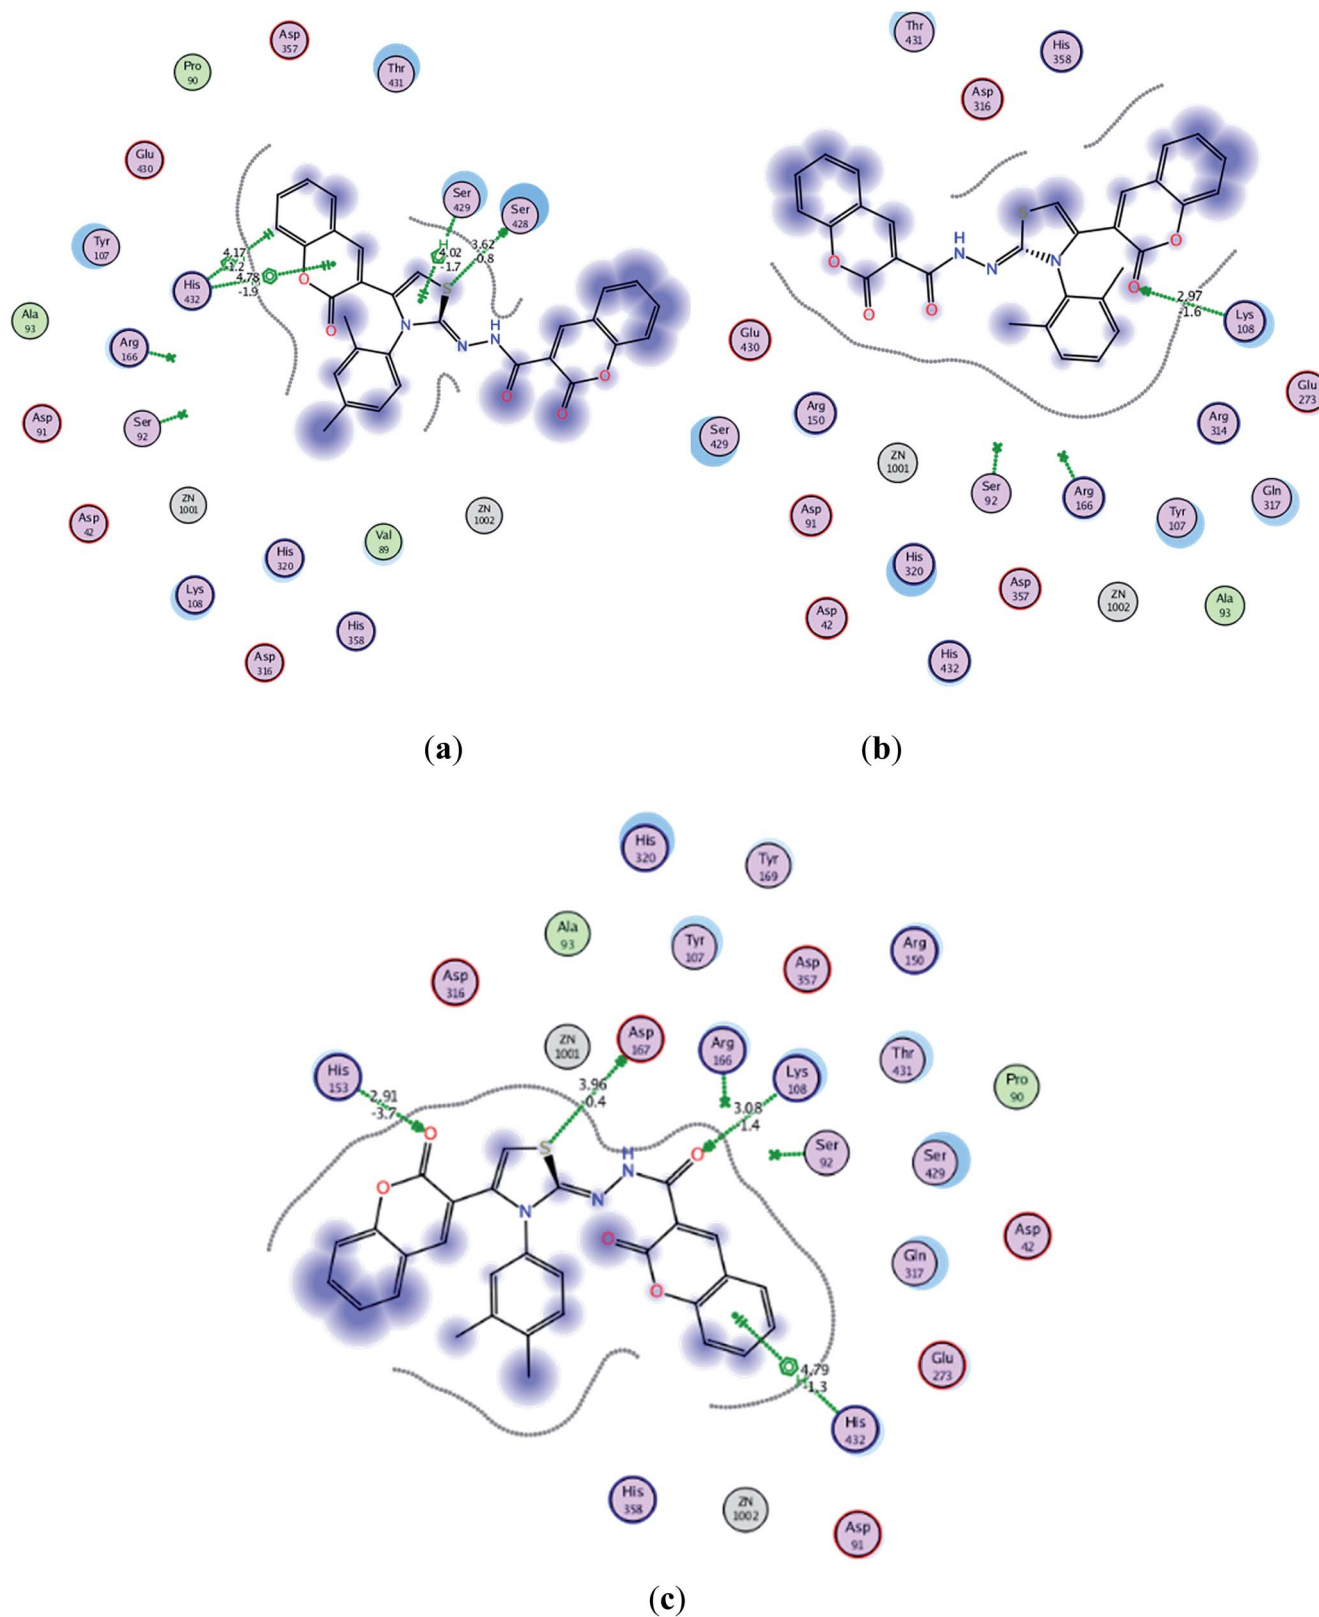 Asp
357
Pro
90
Thr
431
Glu
430
Ser
429
Ser
428
Tyr
107
H
4.17
-1.2
4.02
-1.7
3.62
-0.8
4.78
-1.9
His
432
O
O
S
N
N
H
N
O
O
O
Ala
93
Arg
166
Asp
91
Ser
92
ZN
1001
ZN
1002
Asp
42
Val
89
His
320
Lys
108
His
358
Asp
316
(a)
Thr
431
His
358
Asp
316
S
H
N
N
N
O
O
O
O
O
2.97
-1.6
Lys
108
Glu
430
Glu
273
Arg
150
Ser
429
Arg
314
ZN
1001
Ser
92
Arg
166
Gln
317
Asp
91
Tyr
107
His
320
Asp
357
ZN
1002
Ala
93
Asp
42
His
432
(b)
His
320
Tyr
169
Ala
93
Tyr
107
Arg
150
Asp
316
Asp
357
ZN
1001
Asp
167
Arg
166
Thr
431
His
153
Lys
108
Pro
90
2.91
-3.7
3.96
-0.4
3.08
1.4
O
S
H
N
O
Ser
92
Ser
429
O
N
N
O
O
Asp
42
Gln
317
4.79
H
-1.3
Glu
273
His
432
His
358
ZN
1002
Asp
91
(c)